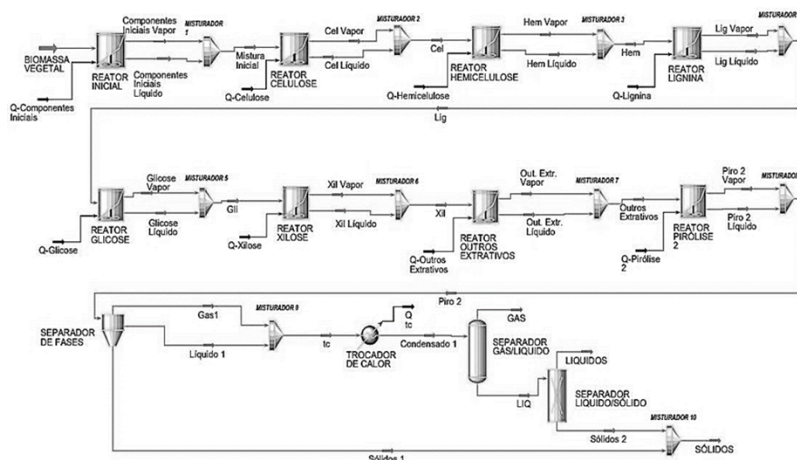 Componentes
Iniciais Vapor
MISTURADOR
1
BIOMASSA
VEGETAL
REATOR
INICIAL
Componentes
Iniciais
Líquido
Q-Componentes
Iniciais
Mistura
Inicial
Q-Celulose
REATOR
CELULOSE
Cel Vapor
Cel Líquido
MISTURADOR 2
Cel
Q-Hemicelulose
REATOR
HEMICELULOSE
Hem Vapor
Hem Líquido
MISTURADOR 3
Hem
Q-Lignina
REATOR
LIGNINA
Lig Vapor
Lig Líquido
MISTURADOR
Lig
Glicose
Vapor
MISTURADOR 5
Glicose
Líquido
Q-Glicose
REATOR
GLICOSE
Gli
Q-Xilose
REATOR
XILOSE
Xil Vapor
Xil Líquido
MISTURADOR 6
Xil
Q-Outros
Extrativos
REATOR
OUTROS
EXTRATIVOS
Out. Extr.
Vapor
Out. Extr.
Líquido
MISTURADOR 7
Outros
Extrativos
Q-Pirólise
2
REATOR
PIRÓLISE
2
Piro 2
Vapor
Piro 2
Líquido
MISTURADOR
Piro 2
SEPARADOR
DE FASES
Gas1
Líquido 1
MISTURADOR 9
tc
Q
tc
TROCADOR
DE CALOR
Condensado 1
GAS
SEPARADOR
GÁS/LIQUIDO
LIQ
LIQUIDOS
SEPARADOR
LIQUIDO/SÓLIDO
MISTURADOR 10
Sólidos 2
Sólidos 1
SÓLIDOS